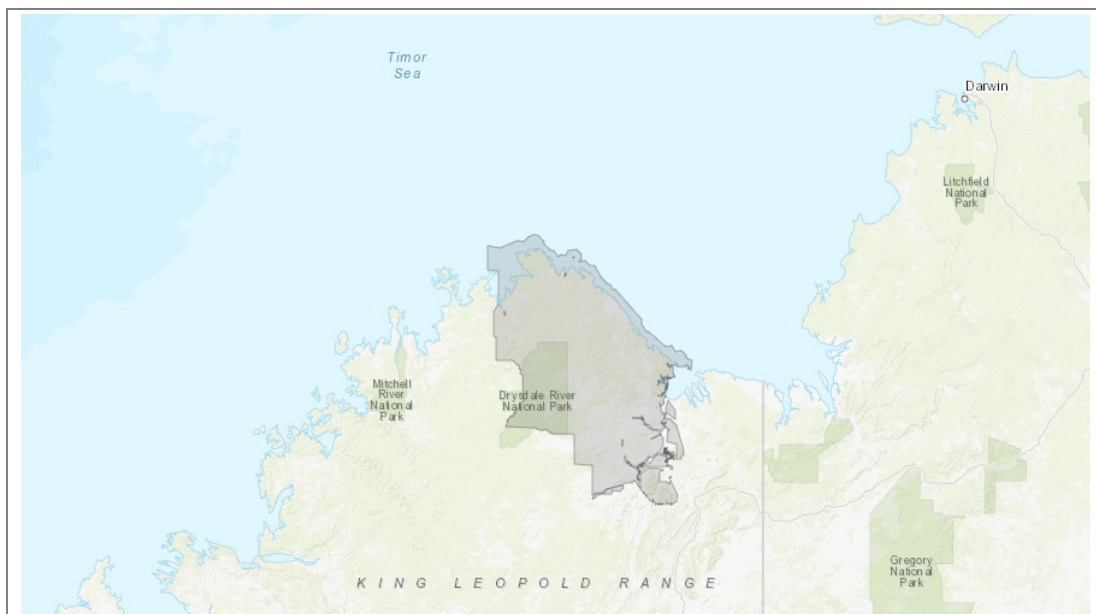 Timor
Sea
Darwin
Litchfield
National
Park
Mitchell
River
National
Park
Drysdale River
National Park
Gregory
National
Park
KING LEOPOLD RANGE